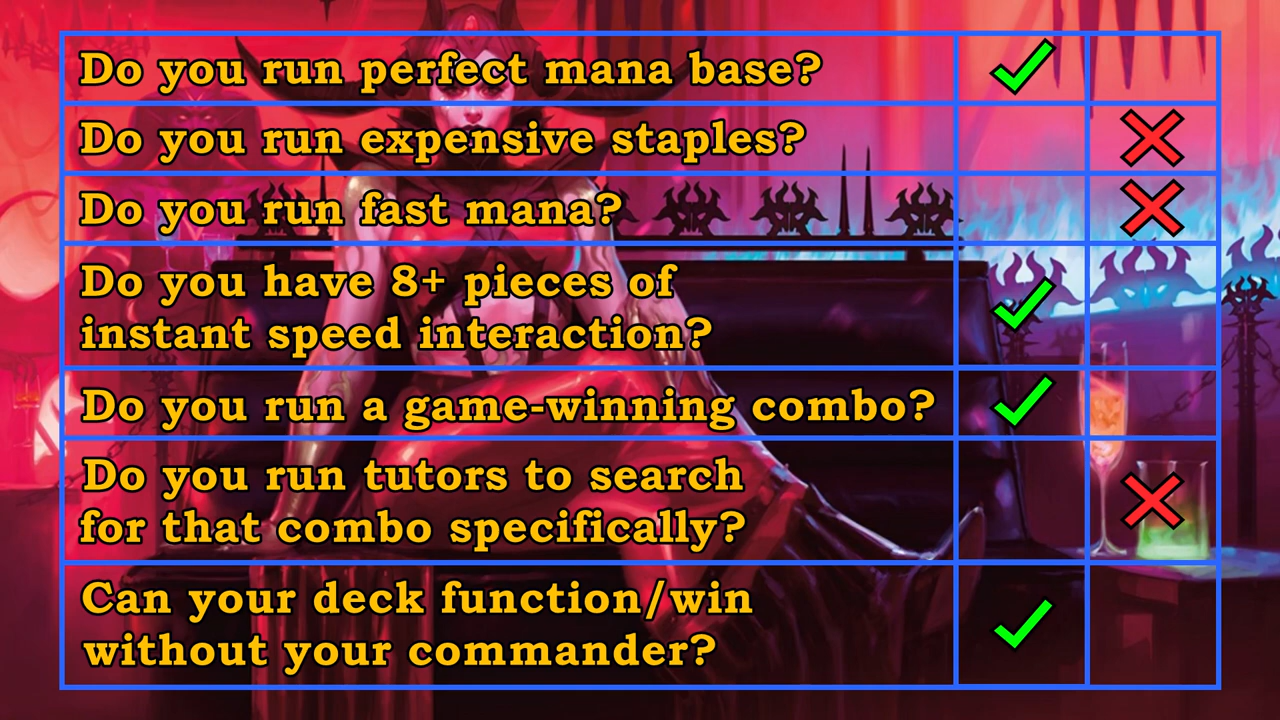 Do you run perfect mana base?
Do you run expensive staples?
Do you run fast mana?
Do you have 8+ pieces of
instant speed interaction?
Do you run a game-winning combo?
Do you run tutors to search
for that combo specifically?
Can your deck function/win
without your commander?